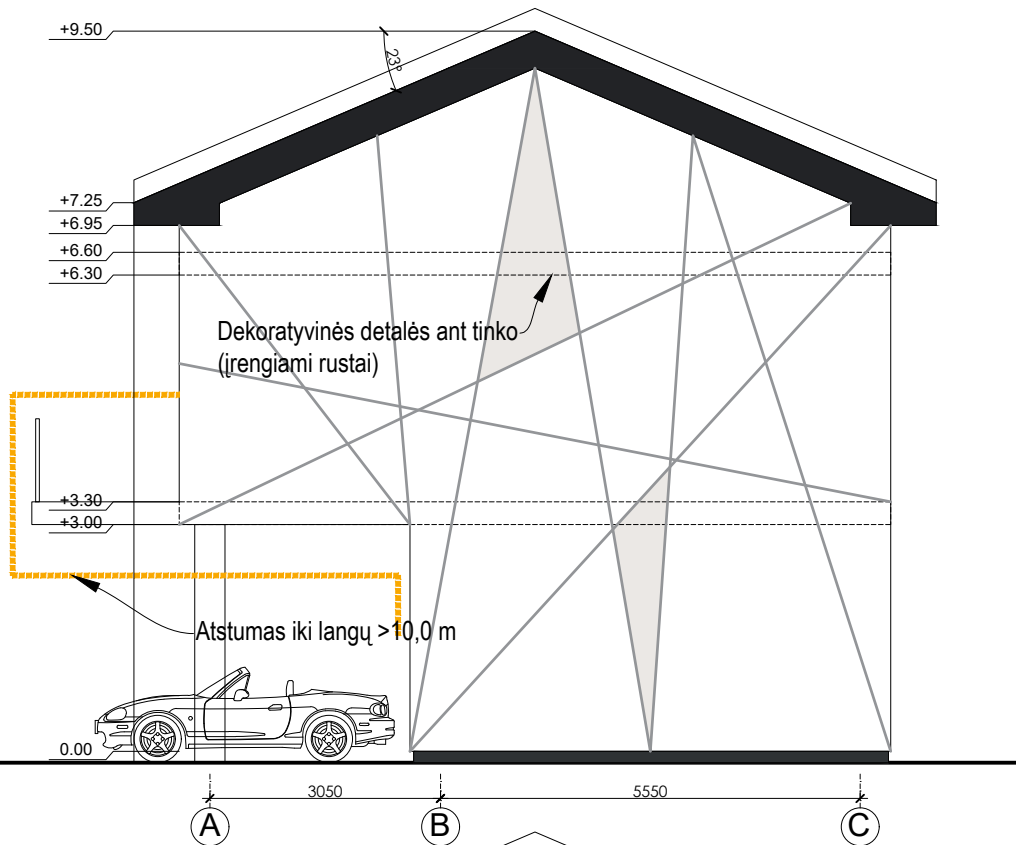 +9.50
23°
+7.25
+6.95
+6.60
+6.30
Dekoratyvinės detalės ant tinko
(įrengiami rustai)
+3.30
+3.00
Atstumas iki langų >10,0 m
0.00
3050
5550
A
B
C